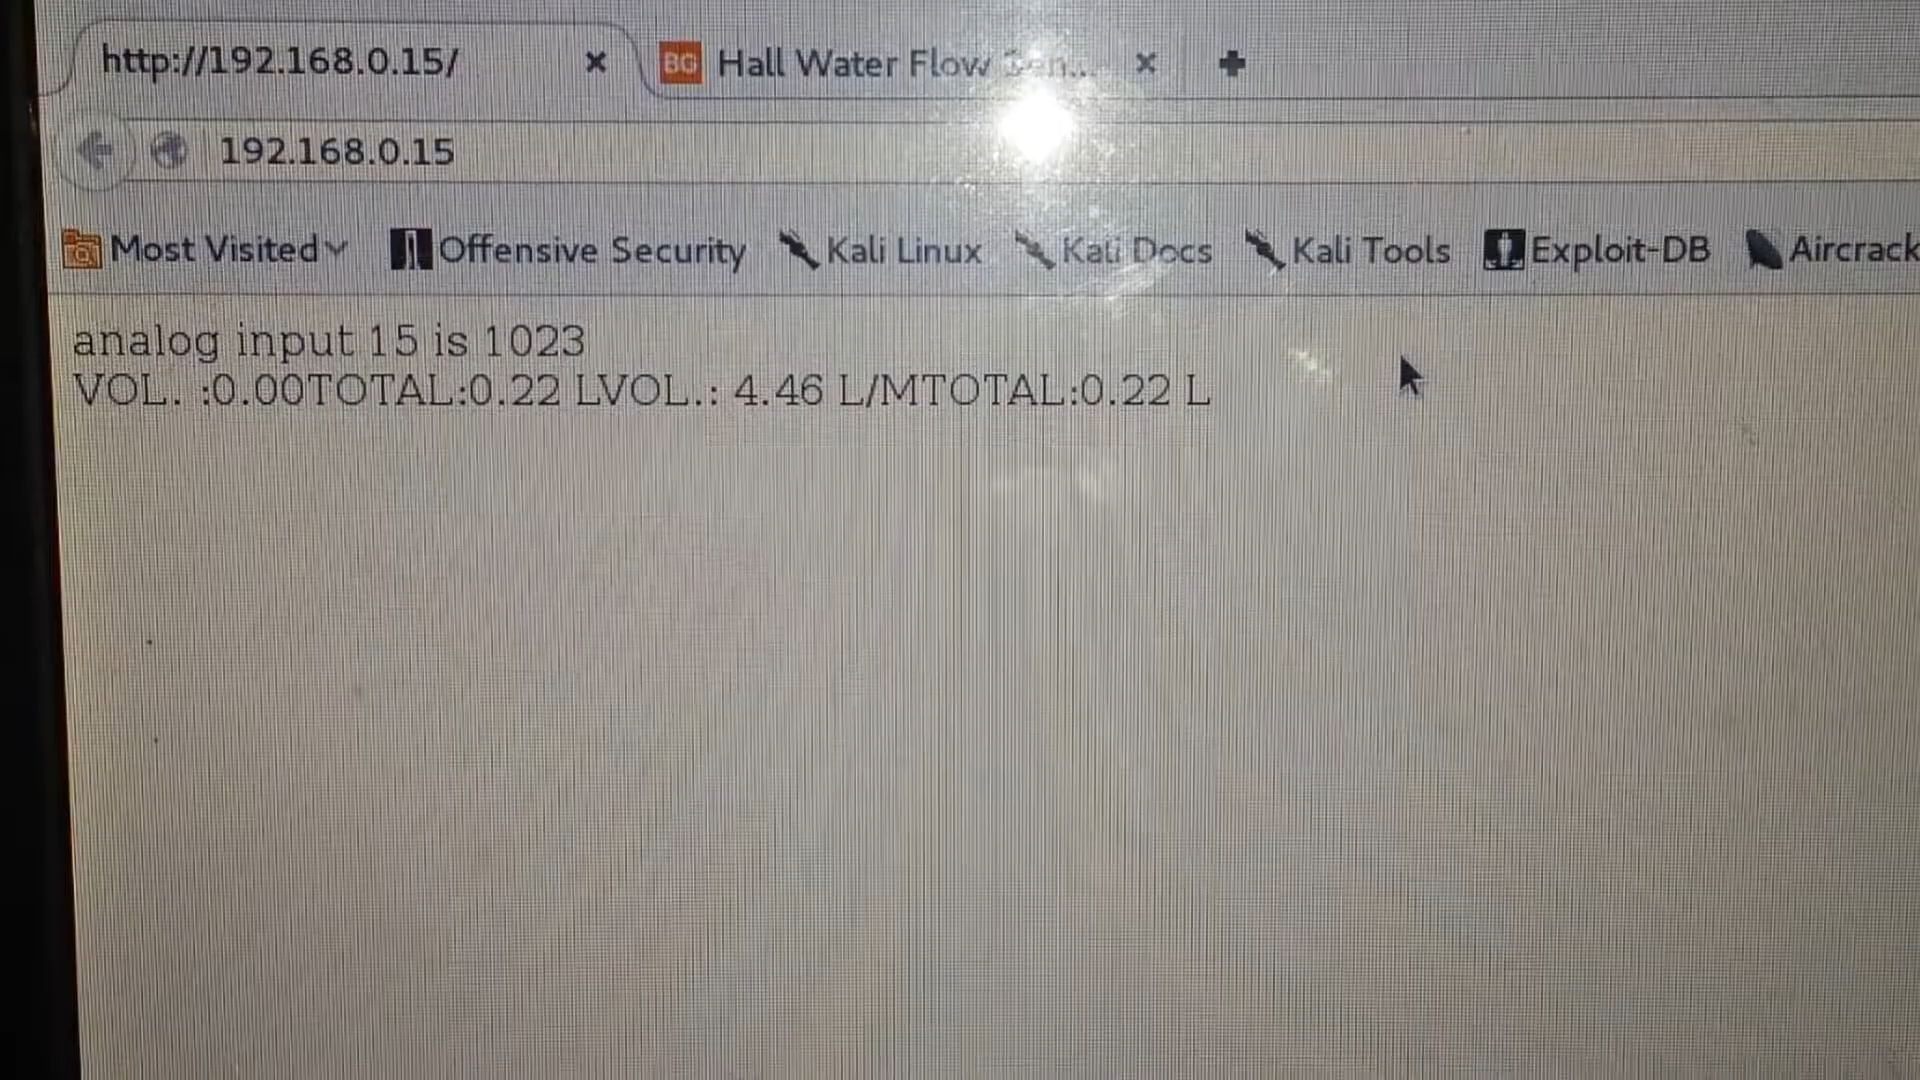 http://192.168.0.15/
BG Hall Water Flow
192.168.0.15
Most Visited Offensive Security Kali Linux Kali Docs Kali Tools Exploit-DB Aircrack
analog input 15 is 1023
VOL. :0.00TOTAL:0.22 LVOL.: 4.46 L/MTOTAL:0.22 L